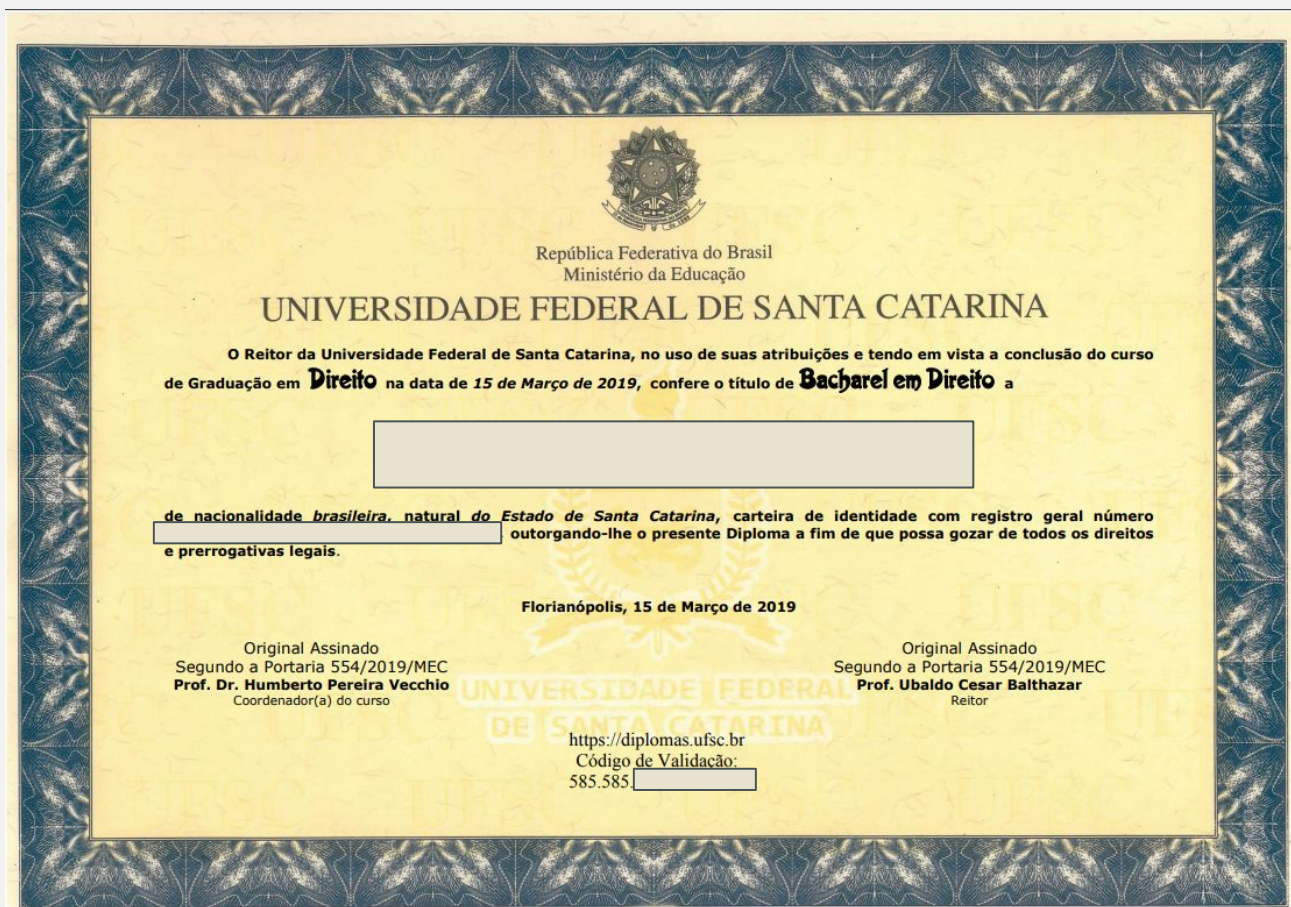 República Federativa do Brasil
Ministério da Educação
UNIVERSIDADE FEDERAL DE SANTA CATARINA
O Reitor da Universidade Federal de Santa Catarina, no uso de suas atribuições e tendo em vista a conclusão do curso
de Graduação em Direito na data de 15 de Março de 2019, confere o título de Bacharel em Direito a
de nacionalidade brasileira, natural do Estado de Santa Catarina, carteira de identidade com registro geral número
outorgando-lhe o presente Diploma a fim de que possa gozar de todos os direitos
e prerrogativas legais.
Florianópolis, 15 de Março de 2019
Original Assinado
Segundo a Portaria 554/2019/MEC
Prof. Dr. Humberto Pereira Vecchio
Coordenador(a) do curso
Original Assinado
Segundo a Portaria 554/2019/MEC
Prof. Ubaldo Cesar Balthazar
Reitor
UNIVERSIDADE FEDERAL
DE SANTA CATARINA
https://diplomas.ufsc.br
Código de Validação:
585.585.